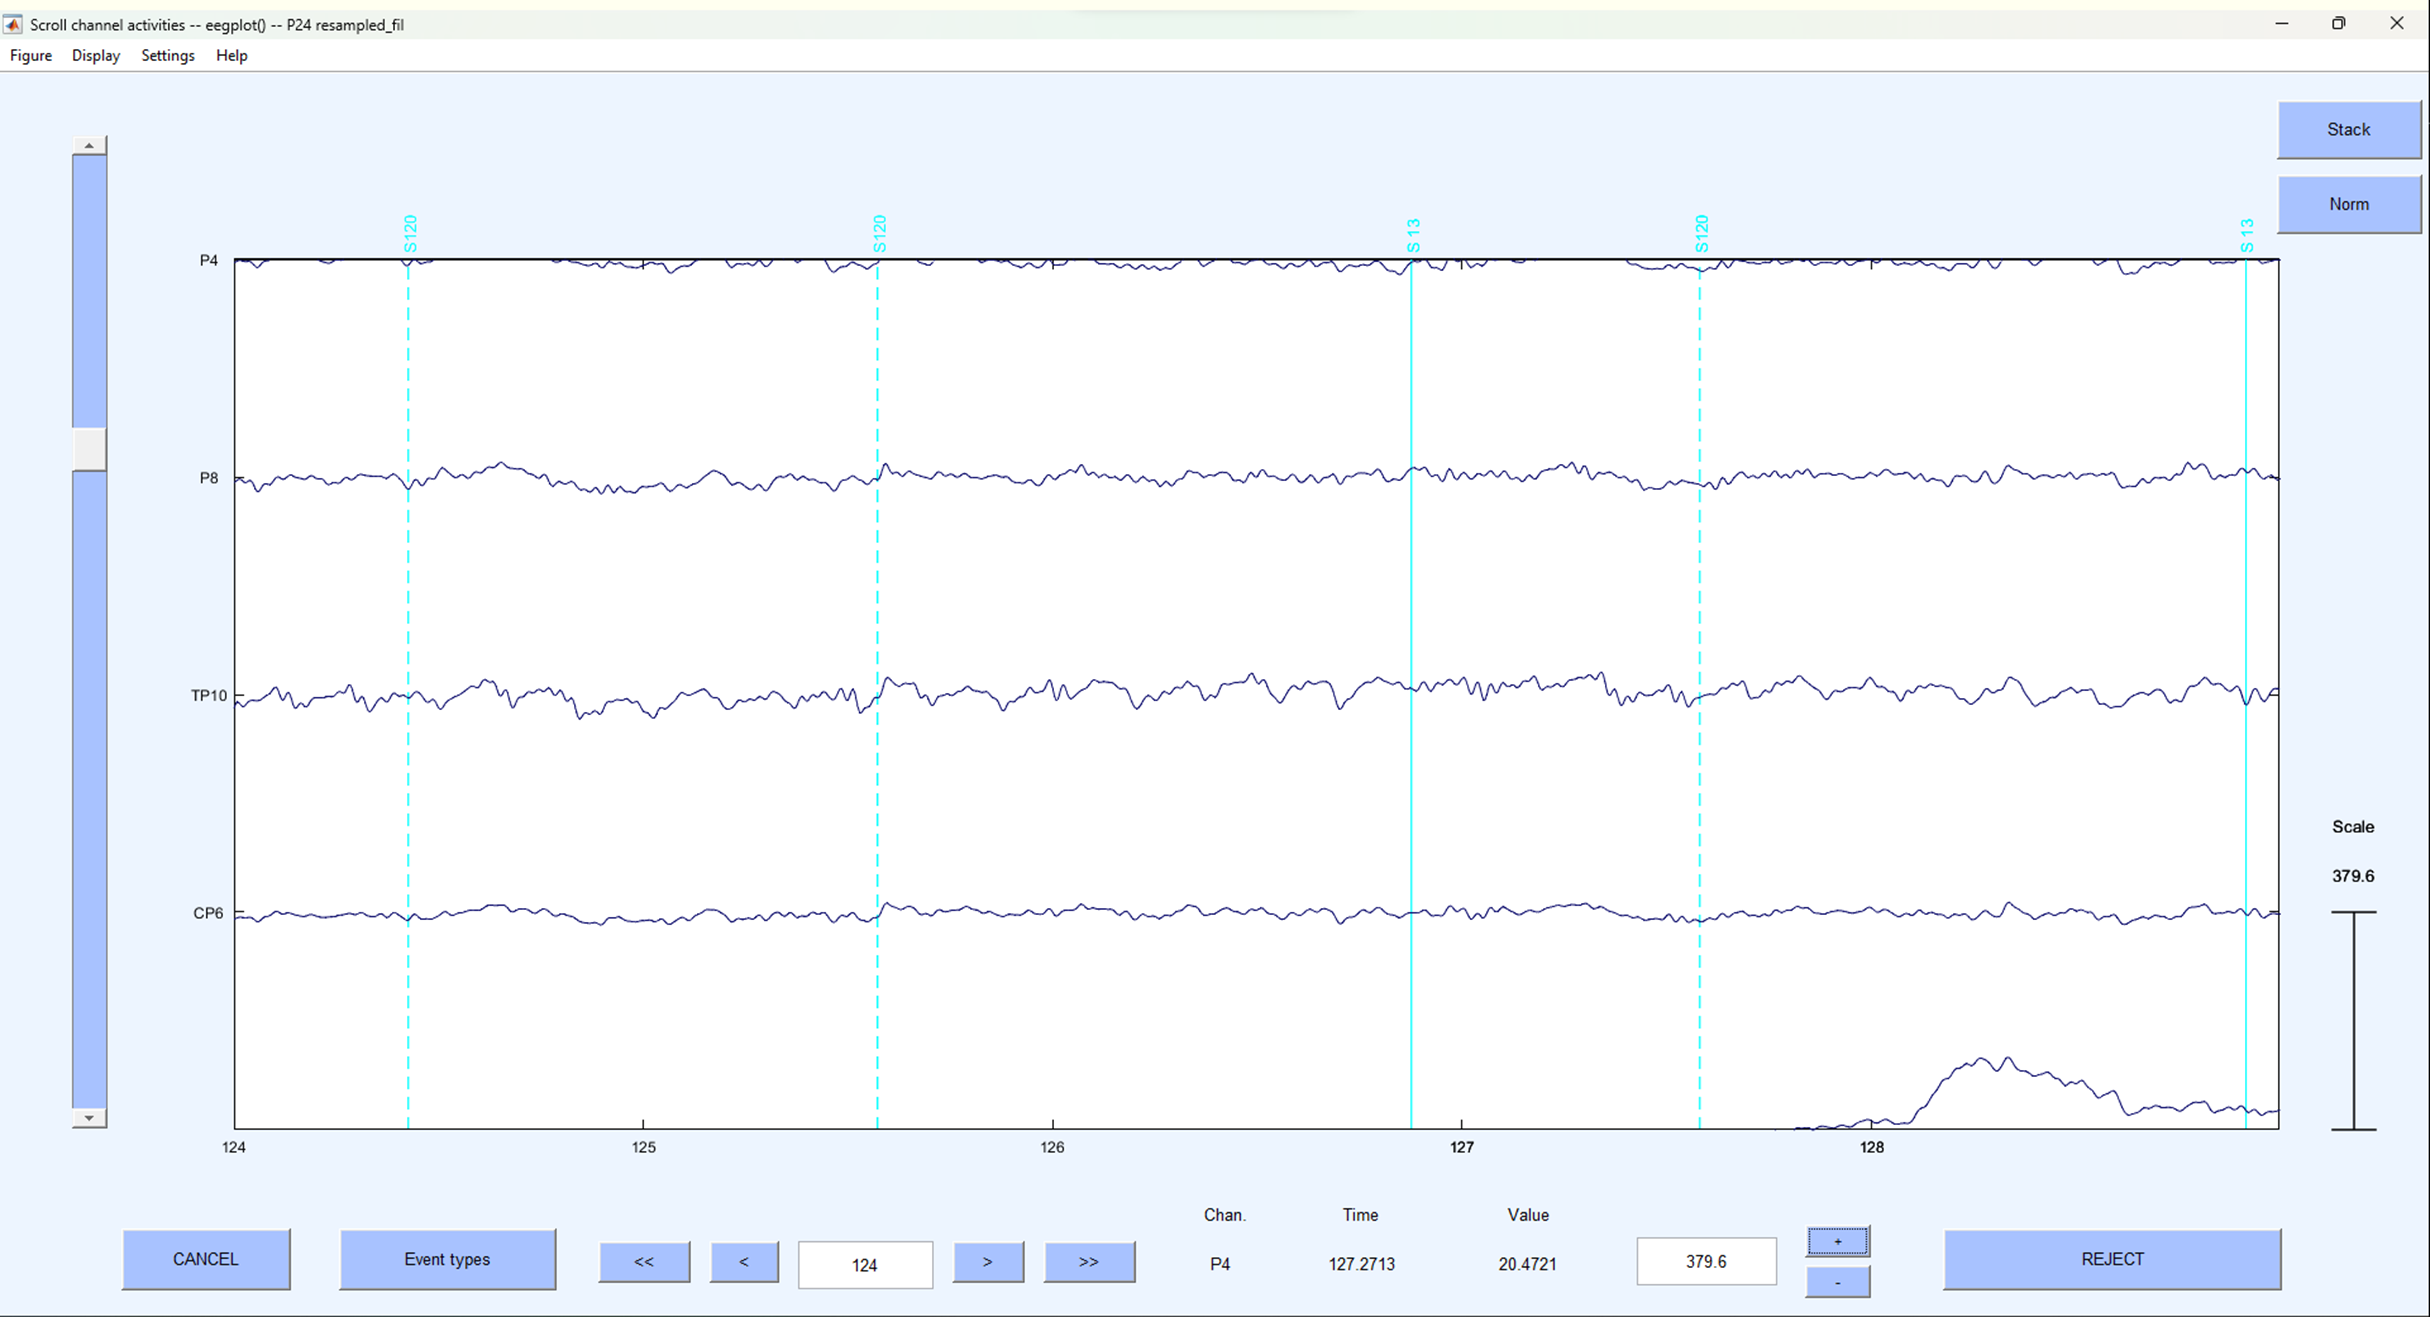 Scroll channel activities -- eegplot() -- P24 resampled_fil
Figure Display Settings Help
Stack
Norm
S120 S120 S 13 S120 S 13
P4
P8
TP10
CP6
Scale
379.6
124 125 126 127 128
Chan. Time Value
CANCEL Event types << < 124 > >> P4 127.2713 20.4721 379.6 + - REJECT